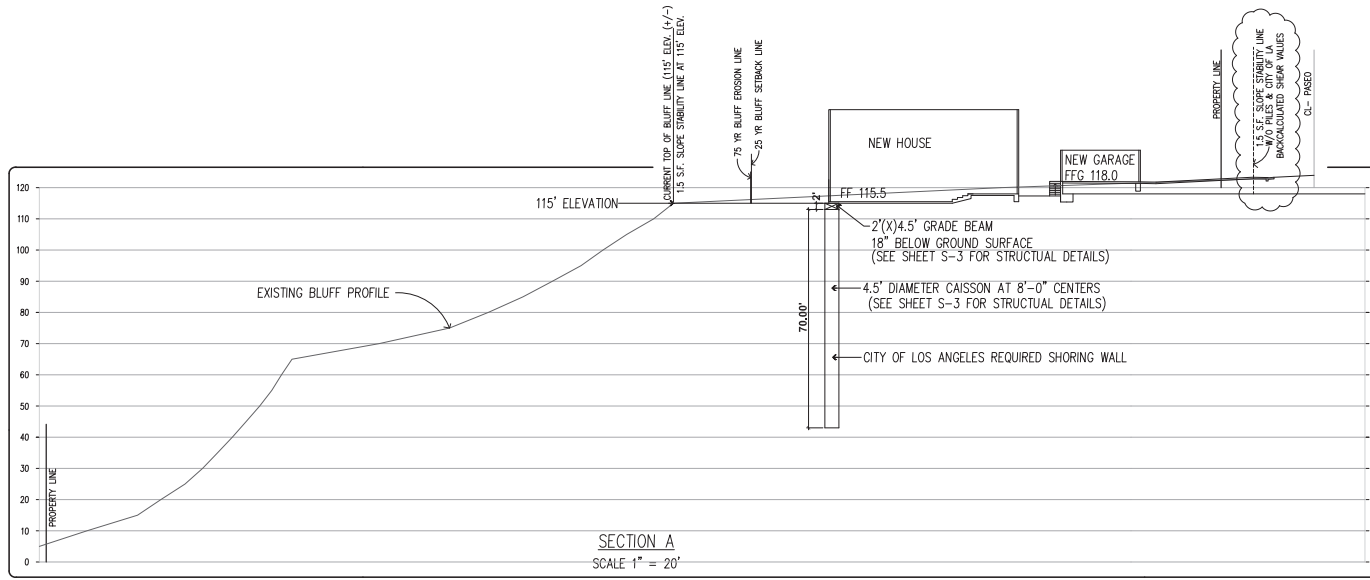 CURRENT TOP OF BLUFF LINE (115' ELEV. (+/-)
1.5 S.F. SLOPE STABILITY LINE AT 115' ELEV.
75 YR BLUFF EROSION LINE
25 YR BLUFF SETBACK LINE
PROPERTY LINE
1.5 S.F. SLOPE STABILITY LINE
W/O PILES & CITY OF LA
BACKCALCULATED SHEAR VALUES
CL- PASEO
NEW HOUSE
NEW GARAGE
FFG 118.0
115' ELEVATION
2'
FF 115.5
2'(X)4.5' GRADE BEAM
18" BELOW GROUND SURFACE
(SEE SHEET S-3 FOR STRUCTUAL DETAILS)
EXISTING BLUFF PROFILE
4.5' DIAMETER CAISSON AT 8'-0" CENTERS
(SEE SHEET S-3 FOR STRUCTUAL DETAILS)
70.00'
CITY OF LOS ANGELES REQUIRED SHORING WALL
120
110
100
90
80
70
60
50
40
30
20
10
0
PROPERTY LINE
SECTION A
SCALE 1" = 20'